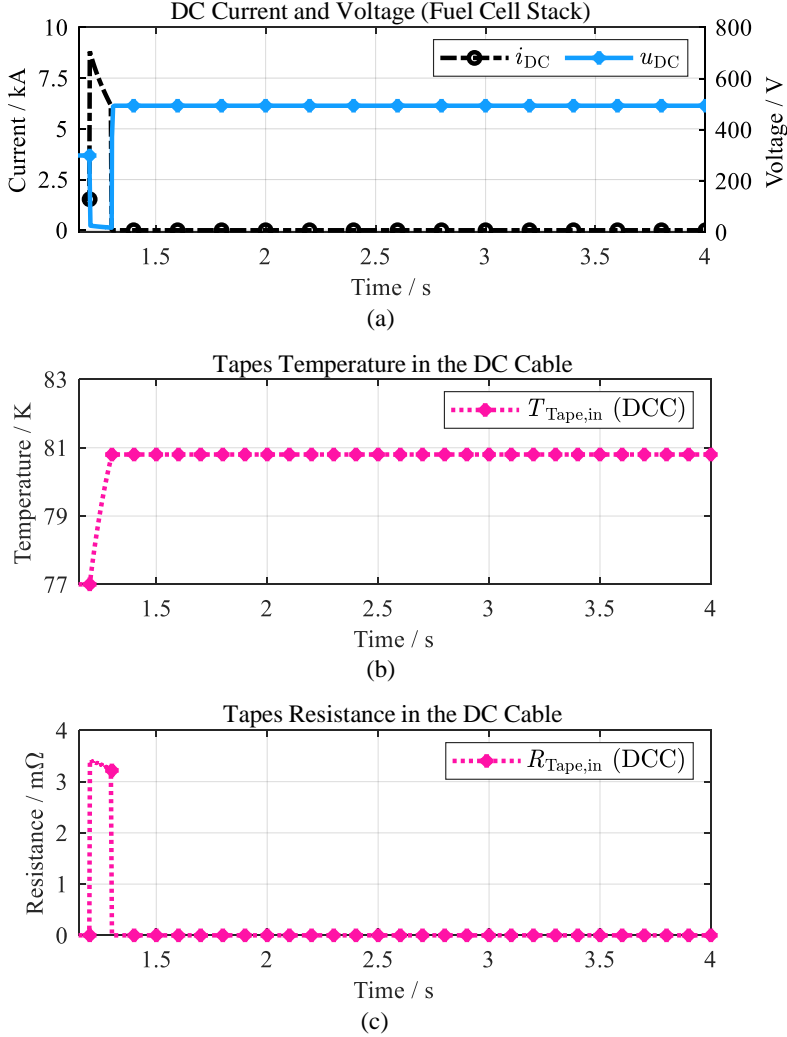 DC Current and Voltage (Fuel Cell Stack)
10
7.5
5
2.5
0
Current / kA
i_DC
u_DC
800
600
400
200
0
Voltage / V
1.5 2 2.5 3 3.5 4
Time / s
(a)
Tapes Temperature in the DC Cable
83
81
79
77
Temperature / K
T_Tape,in (DCC)
1.5 2 2.5 3 3.5 4
Time / s
(b)
Tapes Resistance in the DC Cable
4
3
2
1
0
Resistance / mΩ
R_Tape,in (DCC)
1.5 2 2.5 3 3.5 4
Time / s
(c)